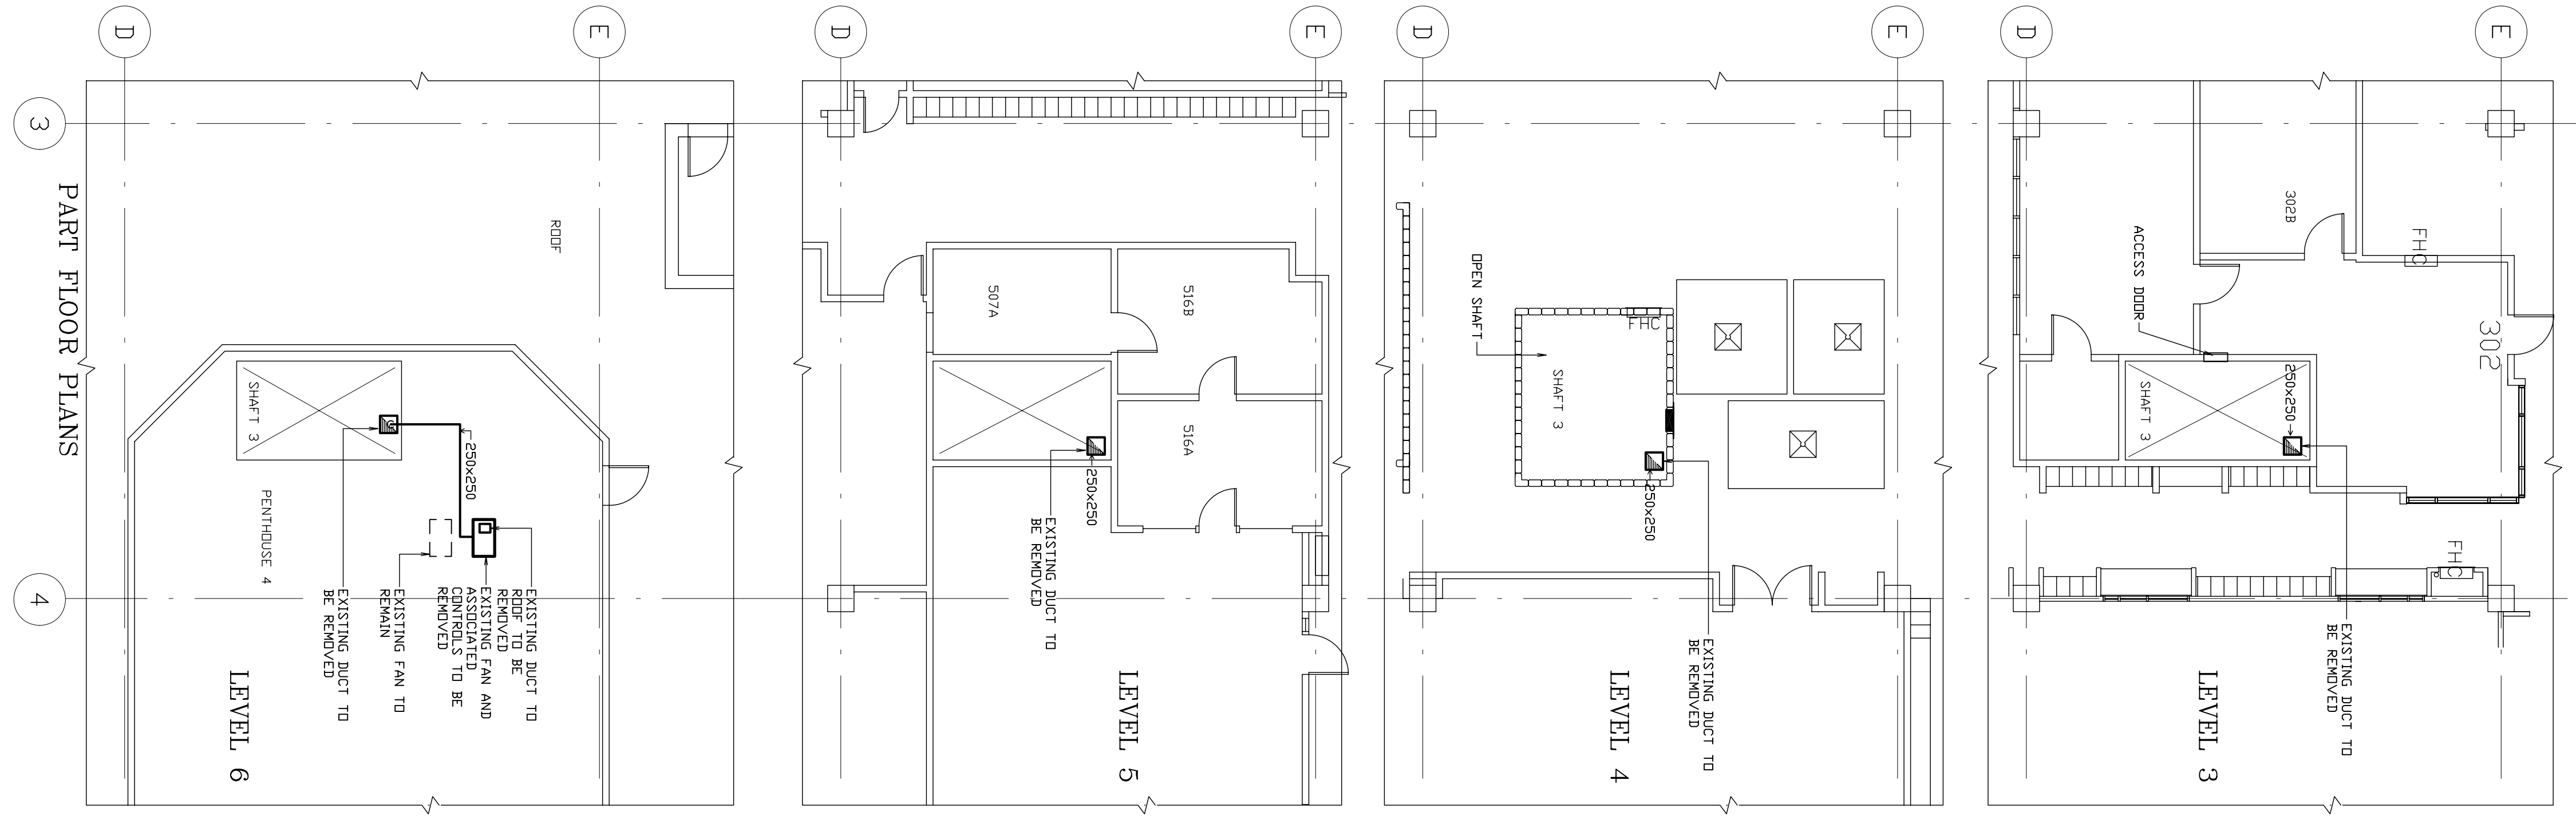 PART FLOOR PLANS
3
4
D
E
ROOF
SHAFT 3
250x250
PENTHOUSE 4
EXISTING DUCT TO
ROOF TO BE
REMOVED
EXISTING FAN AND
ASSOCIATED
CONTROLS TO BE
REMOVED
EXISTING FAN TO
REMAIN
EXISTING DUCT TO
BE REMOVED
LEVEL 6
D
E
507A
516B
516A
250x250
EXISTING DUCT TO
BE REMOVED
LEVEL 5
D
E
OPEN SHAFT
FHC
SHAFT 3
250x250
EXISTING DUCT TO
BE REMOVED
LEVEL 4
D
E
302B
FHC
ACCESS DOOR
302
250x250
SHAFT 3
FHC
EXISTING DUCT TO
BE REMOVED
LEVEL 3